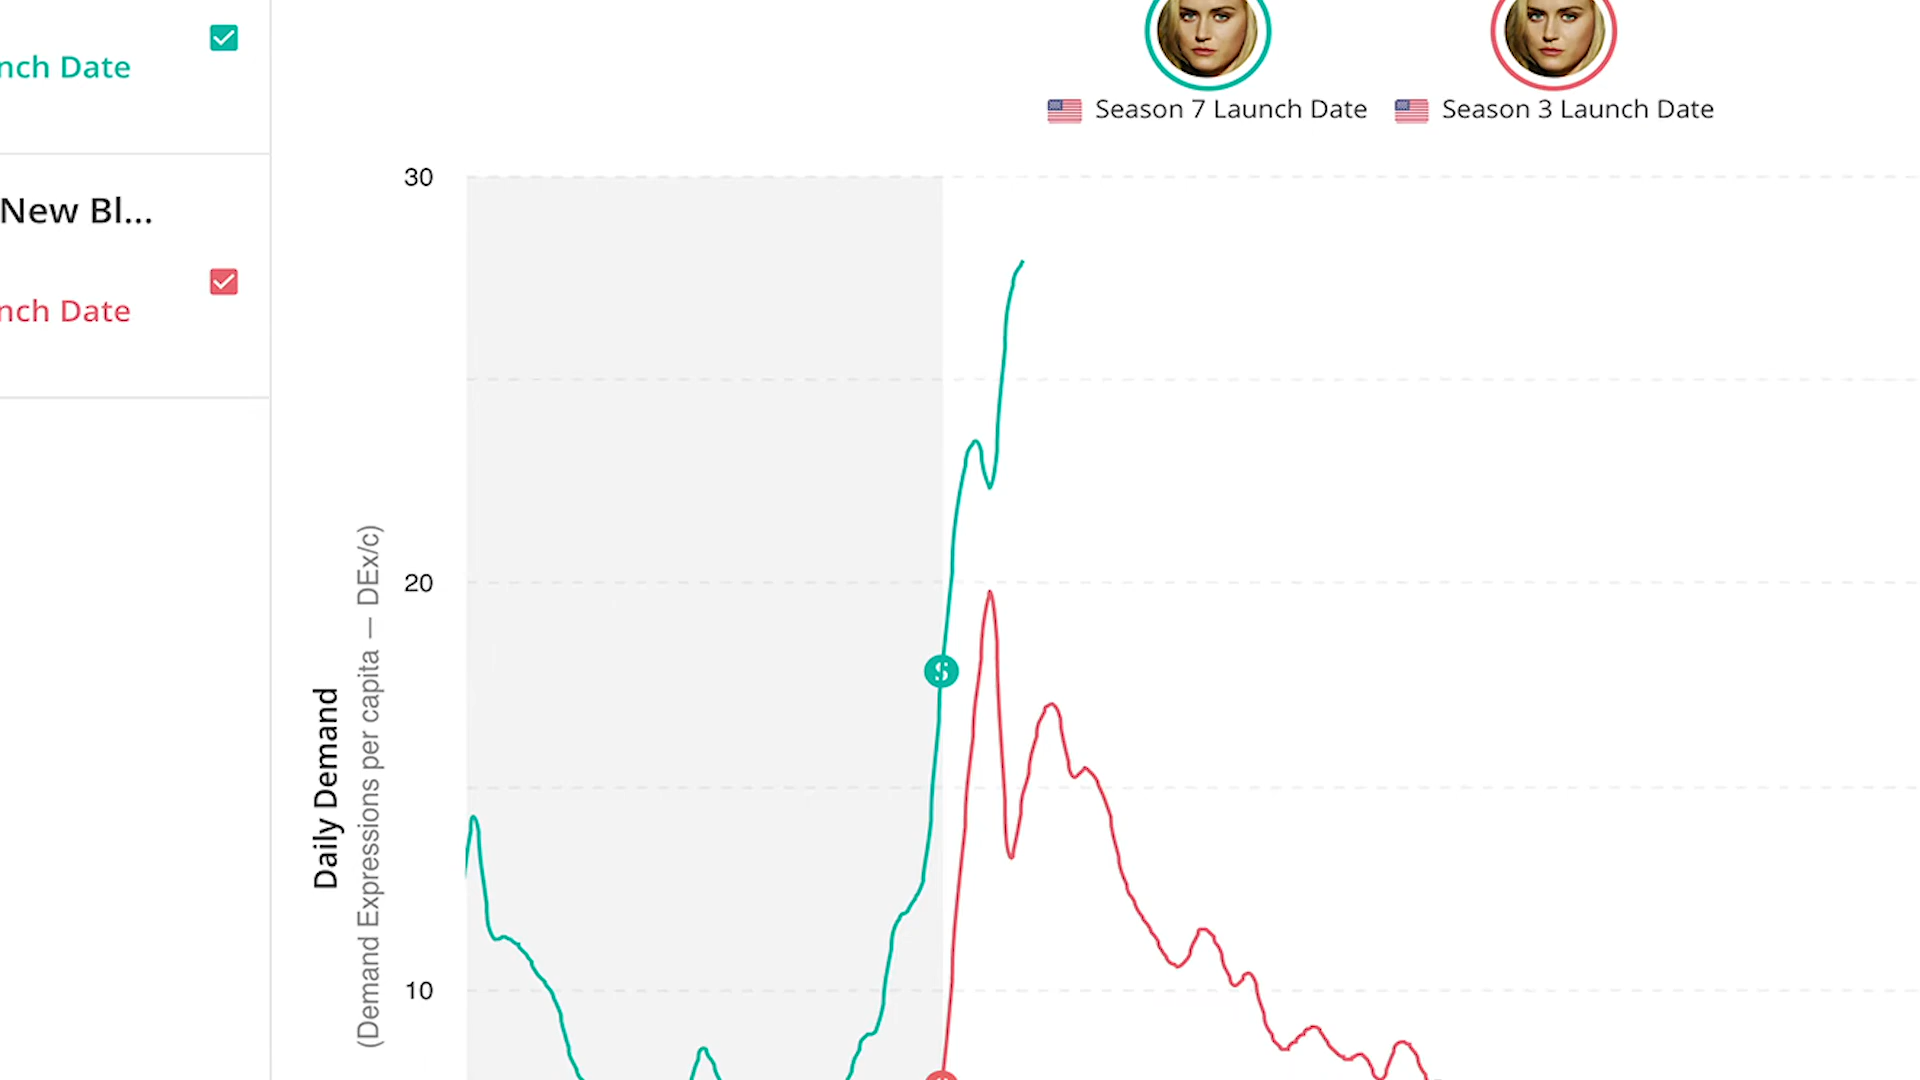 nch Date
New Bl...
nch Date
Season 7 Launch Date
Season 3 Launch Date
30
20
10
Daily Demand
(Demand Expressions per capita — DEx/c)
S